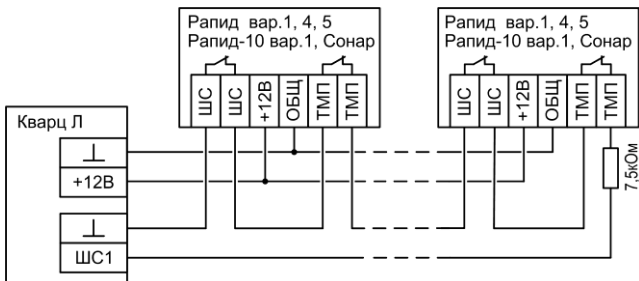 Рапид вар.1, 4, 5
Рапид-10 вар.1, Сонар
ШС
ШС
+12В
ОБЩ
ТМП
ТМП
Рапид вар.1, 4, 5
Рапид-10 вар.1, Сонар
ШС
ШС
+12В
ОБЩ
ТМП
ТМП
Кварц Л
+12В
ШС1
7,5кОм